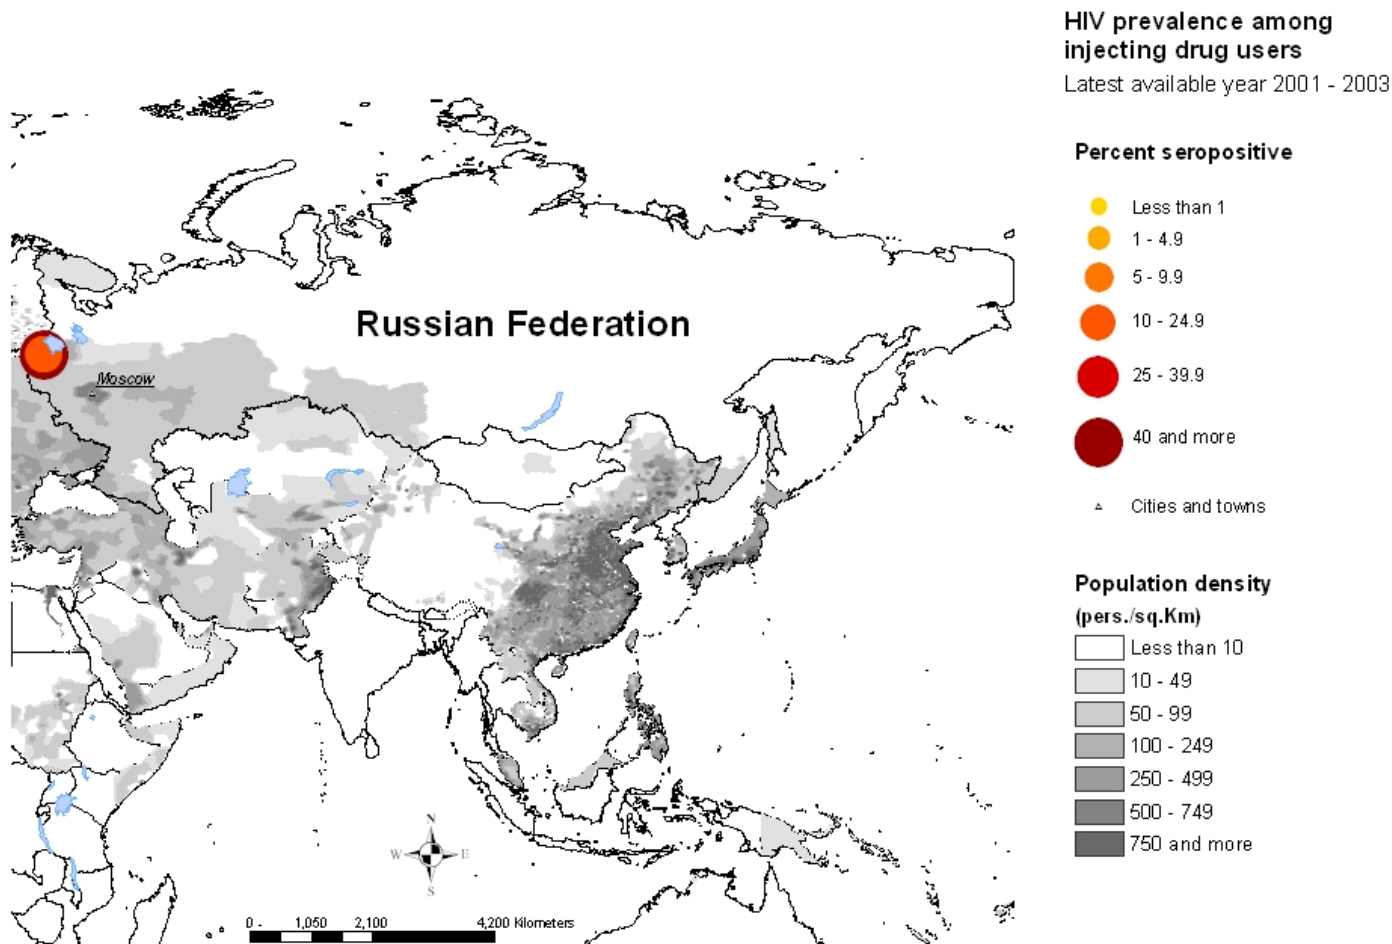 HIV prevalence among
injecting drug users
Latest available year 2001 - 2003
Percent seropositive
Less than 1
1 - 4.9
5 - 9.9
10 - 24.9
25 - 39.9
40 and more
Cities and towns
Population density
(pers./sq.Km)
Less than 10
10 - 49
50 - 99
100 - 249
250 - 499
500 - 749
750 and more
Russian Federation
Moscow
N
W E
S
0 - 1,050 2,100 4,200 Kilometers